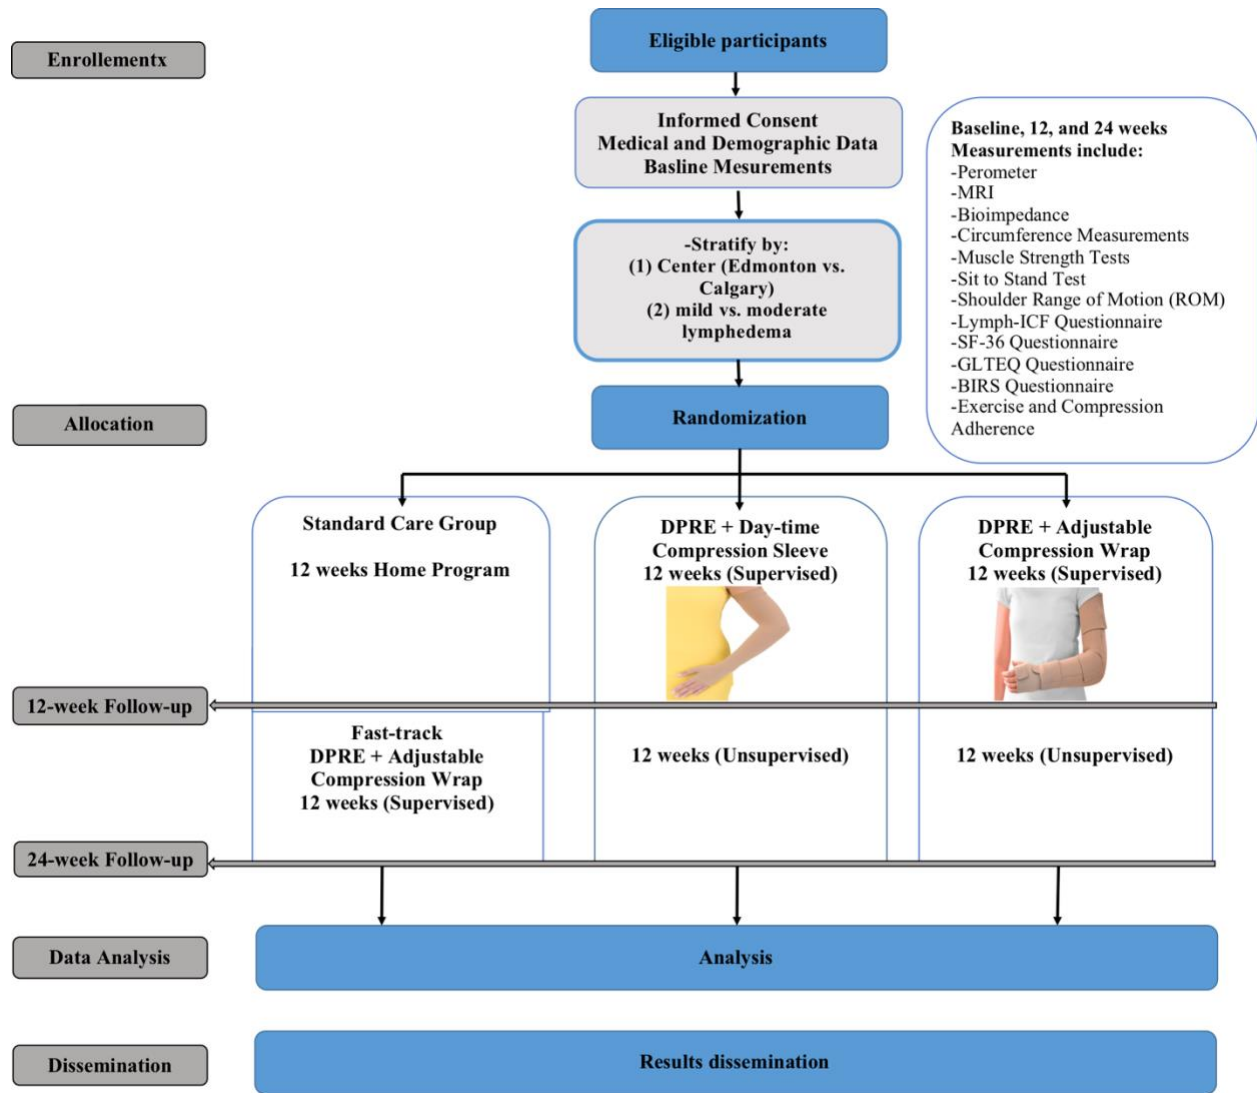 Eligible participants
Enrollementx
Informed Consent
Medical and Demographic Data
Basline Mesurements
Baseline, 12, and 24 weeks
Measurements include:
-Perometer
-MRI
-Bioimpedance
-Circumference Measurements
-Muscle Strength Tests
-Sit to Stand Test
-Shoulder Range of Motion (ROM)
-Lymph-ICF Questionnaire
-SF-36 Questionnaire
-GLTEQ Questionnaire
-BIRS Questionnaire
-Exercise and Compression
Adherence
-Stratify by:
(1) Center (Edmonton vs.
Calgary)
(2) mild vs. moderate
lymphedema
Allocation
Randomization
Standard Care Group
12 weeks Home Program
DPRE + Day-time
Compression Sleeve
12 weeks (Supervised)
DPRE + Adjustable
Compression Wrap
12 weeks (Supervised)
12-week Follow-up
Fast-track
DPRE + Adjustable
Compression Wrap
12 weeks (Supervised)
12 weeks (Unsupervised)
12 weeks (Unsupervised)
24-week Follow-up
Data Analysis
Analysis
Dissemination
Results dissemination